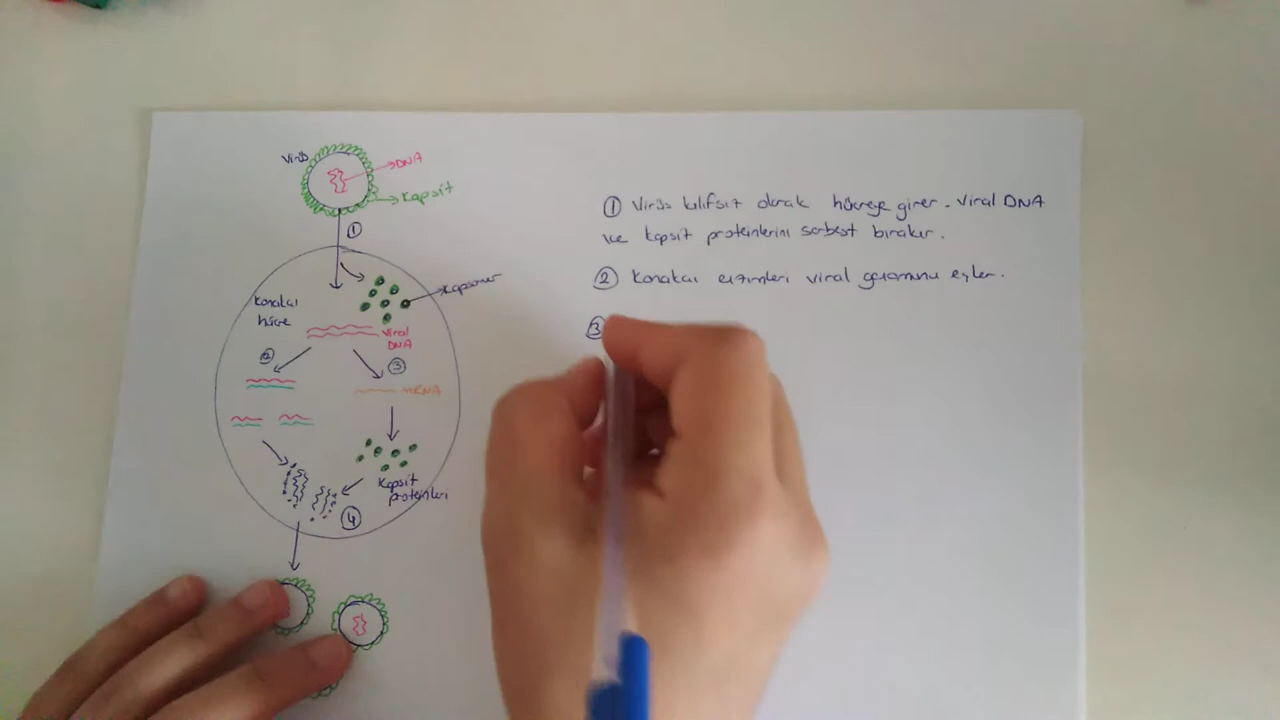 Virüs
DNA
Kapsit
①
Kapsomer
Konakçı
hücre
viral
DNA
②
③
mRNA
Kapsit
proteinleri
④
① Virüs kılıfsız olarak hücreye girer. Viral DNA
ve kapsit proteinlerini serbest bırakır.
② Konakçı enzimleri viral genomunu eşler.
③